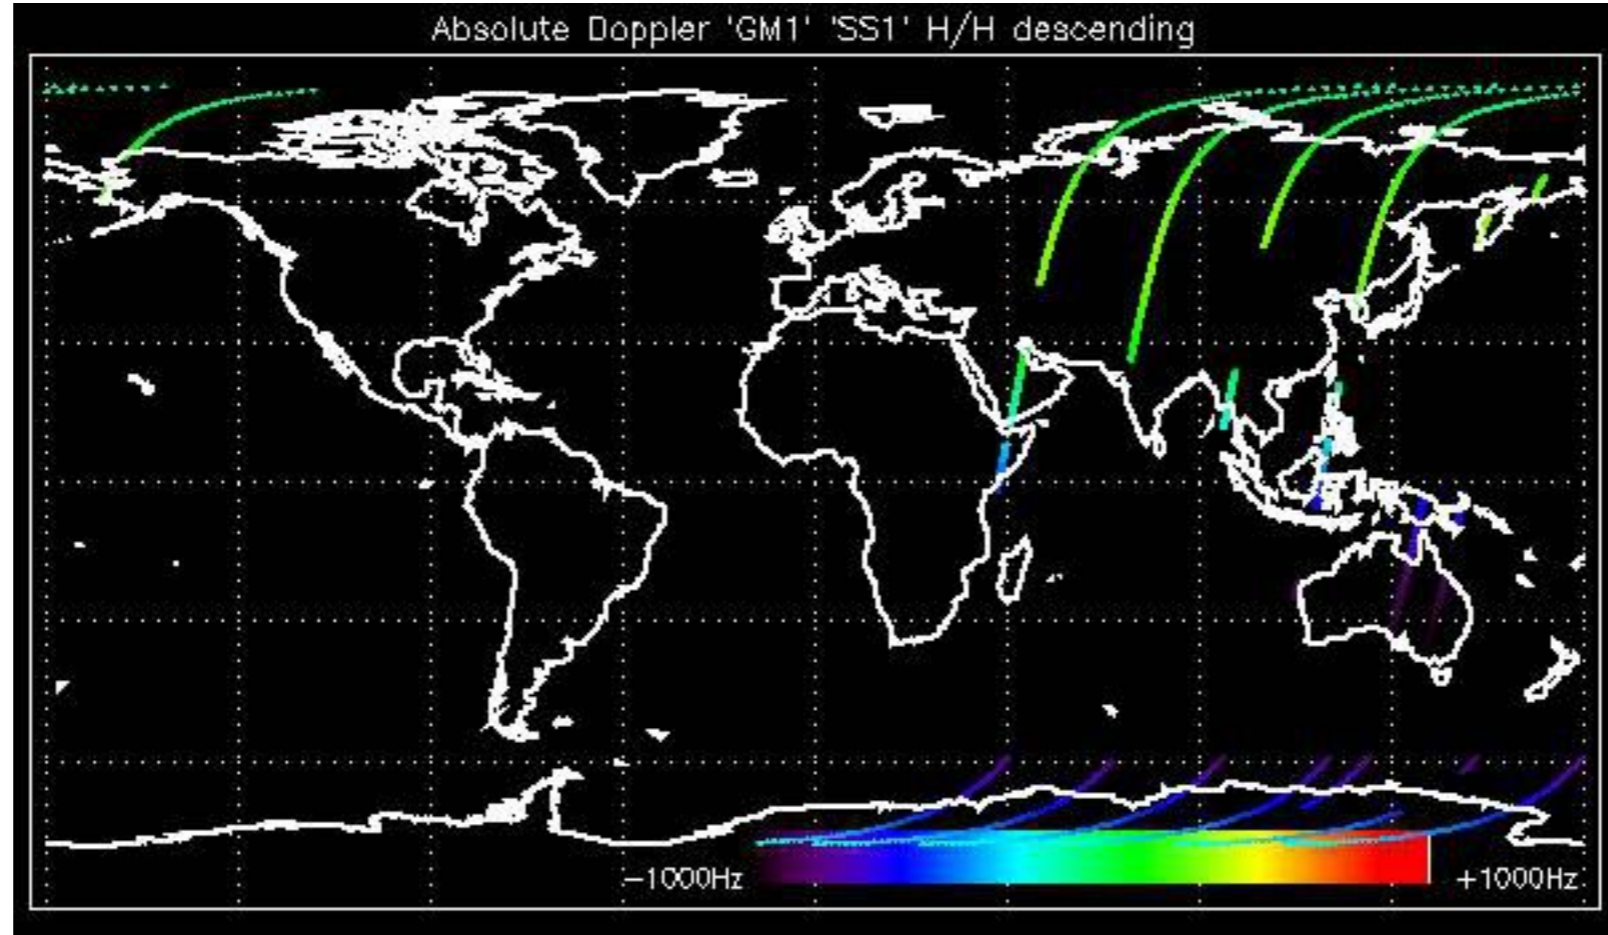 Absolute Doppler 'GM1' 'SS1' H/H descending
−1000Hz +1000Hz